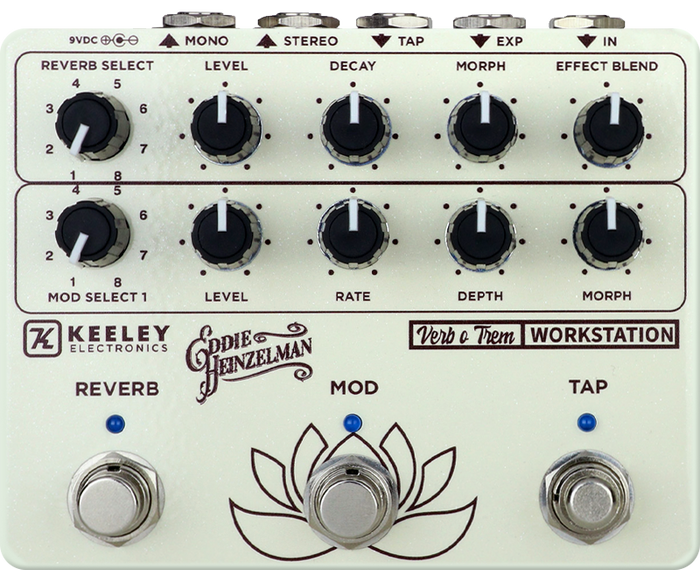 9VDC MONO STEREO TAP EXP IN
REVERB SELECT LEVEL DECAY MORPH EFFECT BLEND
4 5
3 6
2 7
1 8
4 5
3 6
2 7
1 8
MOD SELECT 1 LEVEL RATE DEPTH MORPH
KEELEY
ELECTRONICS
EDDIE
HEINZELMAN
Verb o Trem WORKSTATION
REVERB MOD TAP